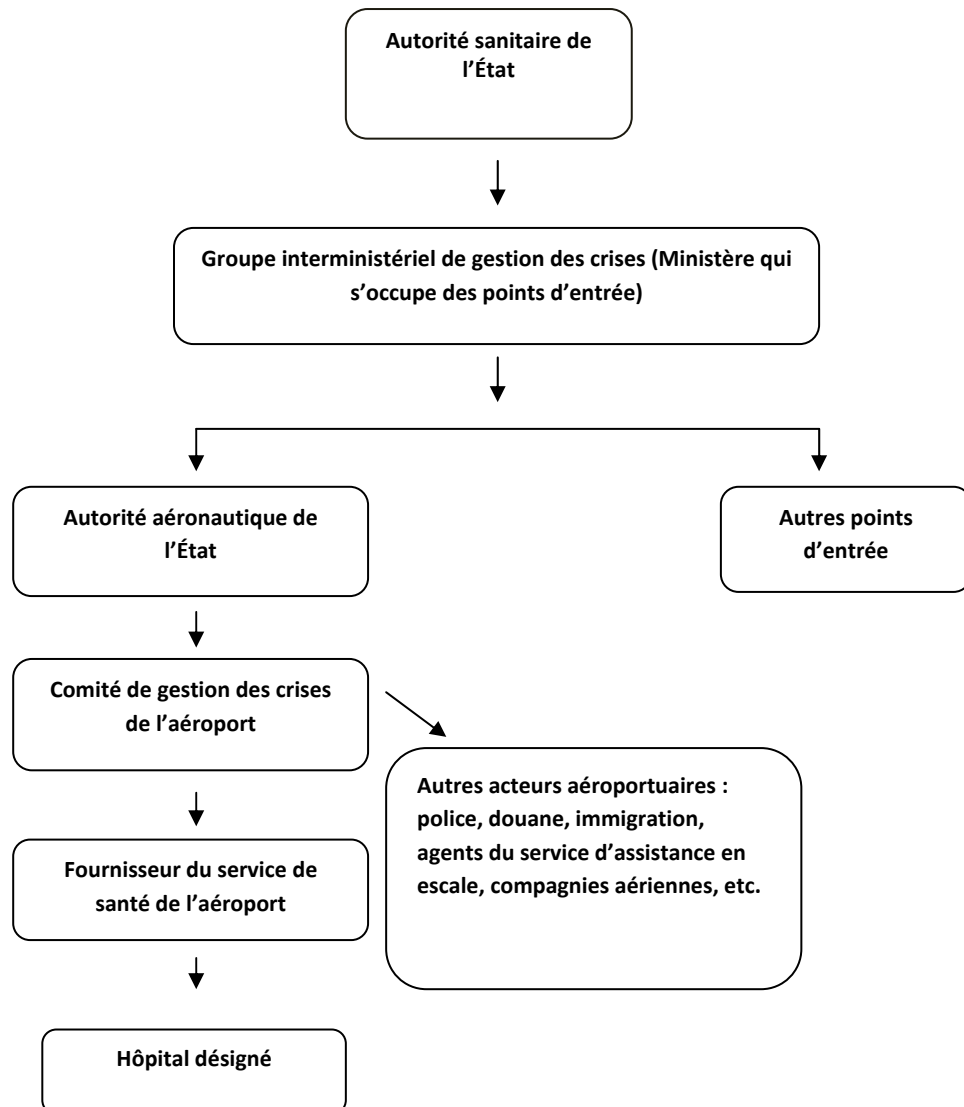 Autorité sanitaire de
l’État
Groupe interministériel de gestion des crises (Ministère qui
s’occupe des points d’entrée)
Autorité aéronautique de
l’État
Autres points
d’entrée
Comité de gestion des crises
de l’aéroport
Autres acteurs aéroportuaires :
police, douane, immigration,
agents du service d’assistance en
escale, compagnies aériennes, etc.
Fournisseur du service de
santé de l’aéroport
Hôpital désigné